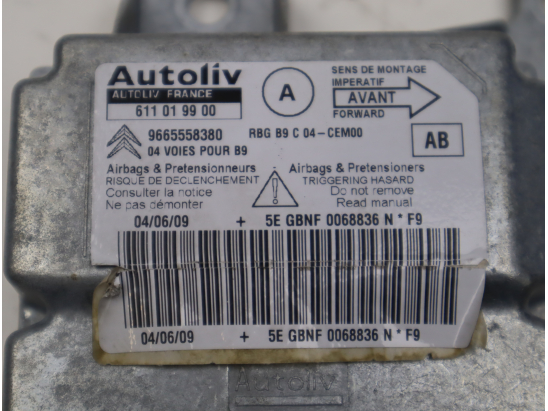 Autoliv
AUTOLIV FRANCE
611 01 99 00
A
SENS DE MONTAGE
IMPERATIF
AVANT
FORWARD
9665558380
RBG B9 C 04-CEM00
04 VOIES POUR B9
AB
Airbags & Pretensionneurs
RISQUE DE DECLENCHEMENT
Consulter la notice
Ne pas démonter
!
Airbags & Pretensioners
TRIGGERING HASARD
Do not remove
Read manual
04/06/09 + 5E GBNF 0068836 N * F9
04/06/09 + 5E GBNF 0068836 N * F9
Autoliv